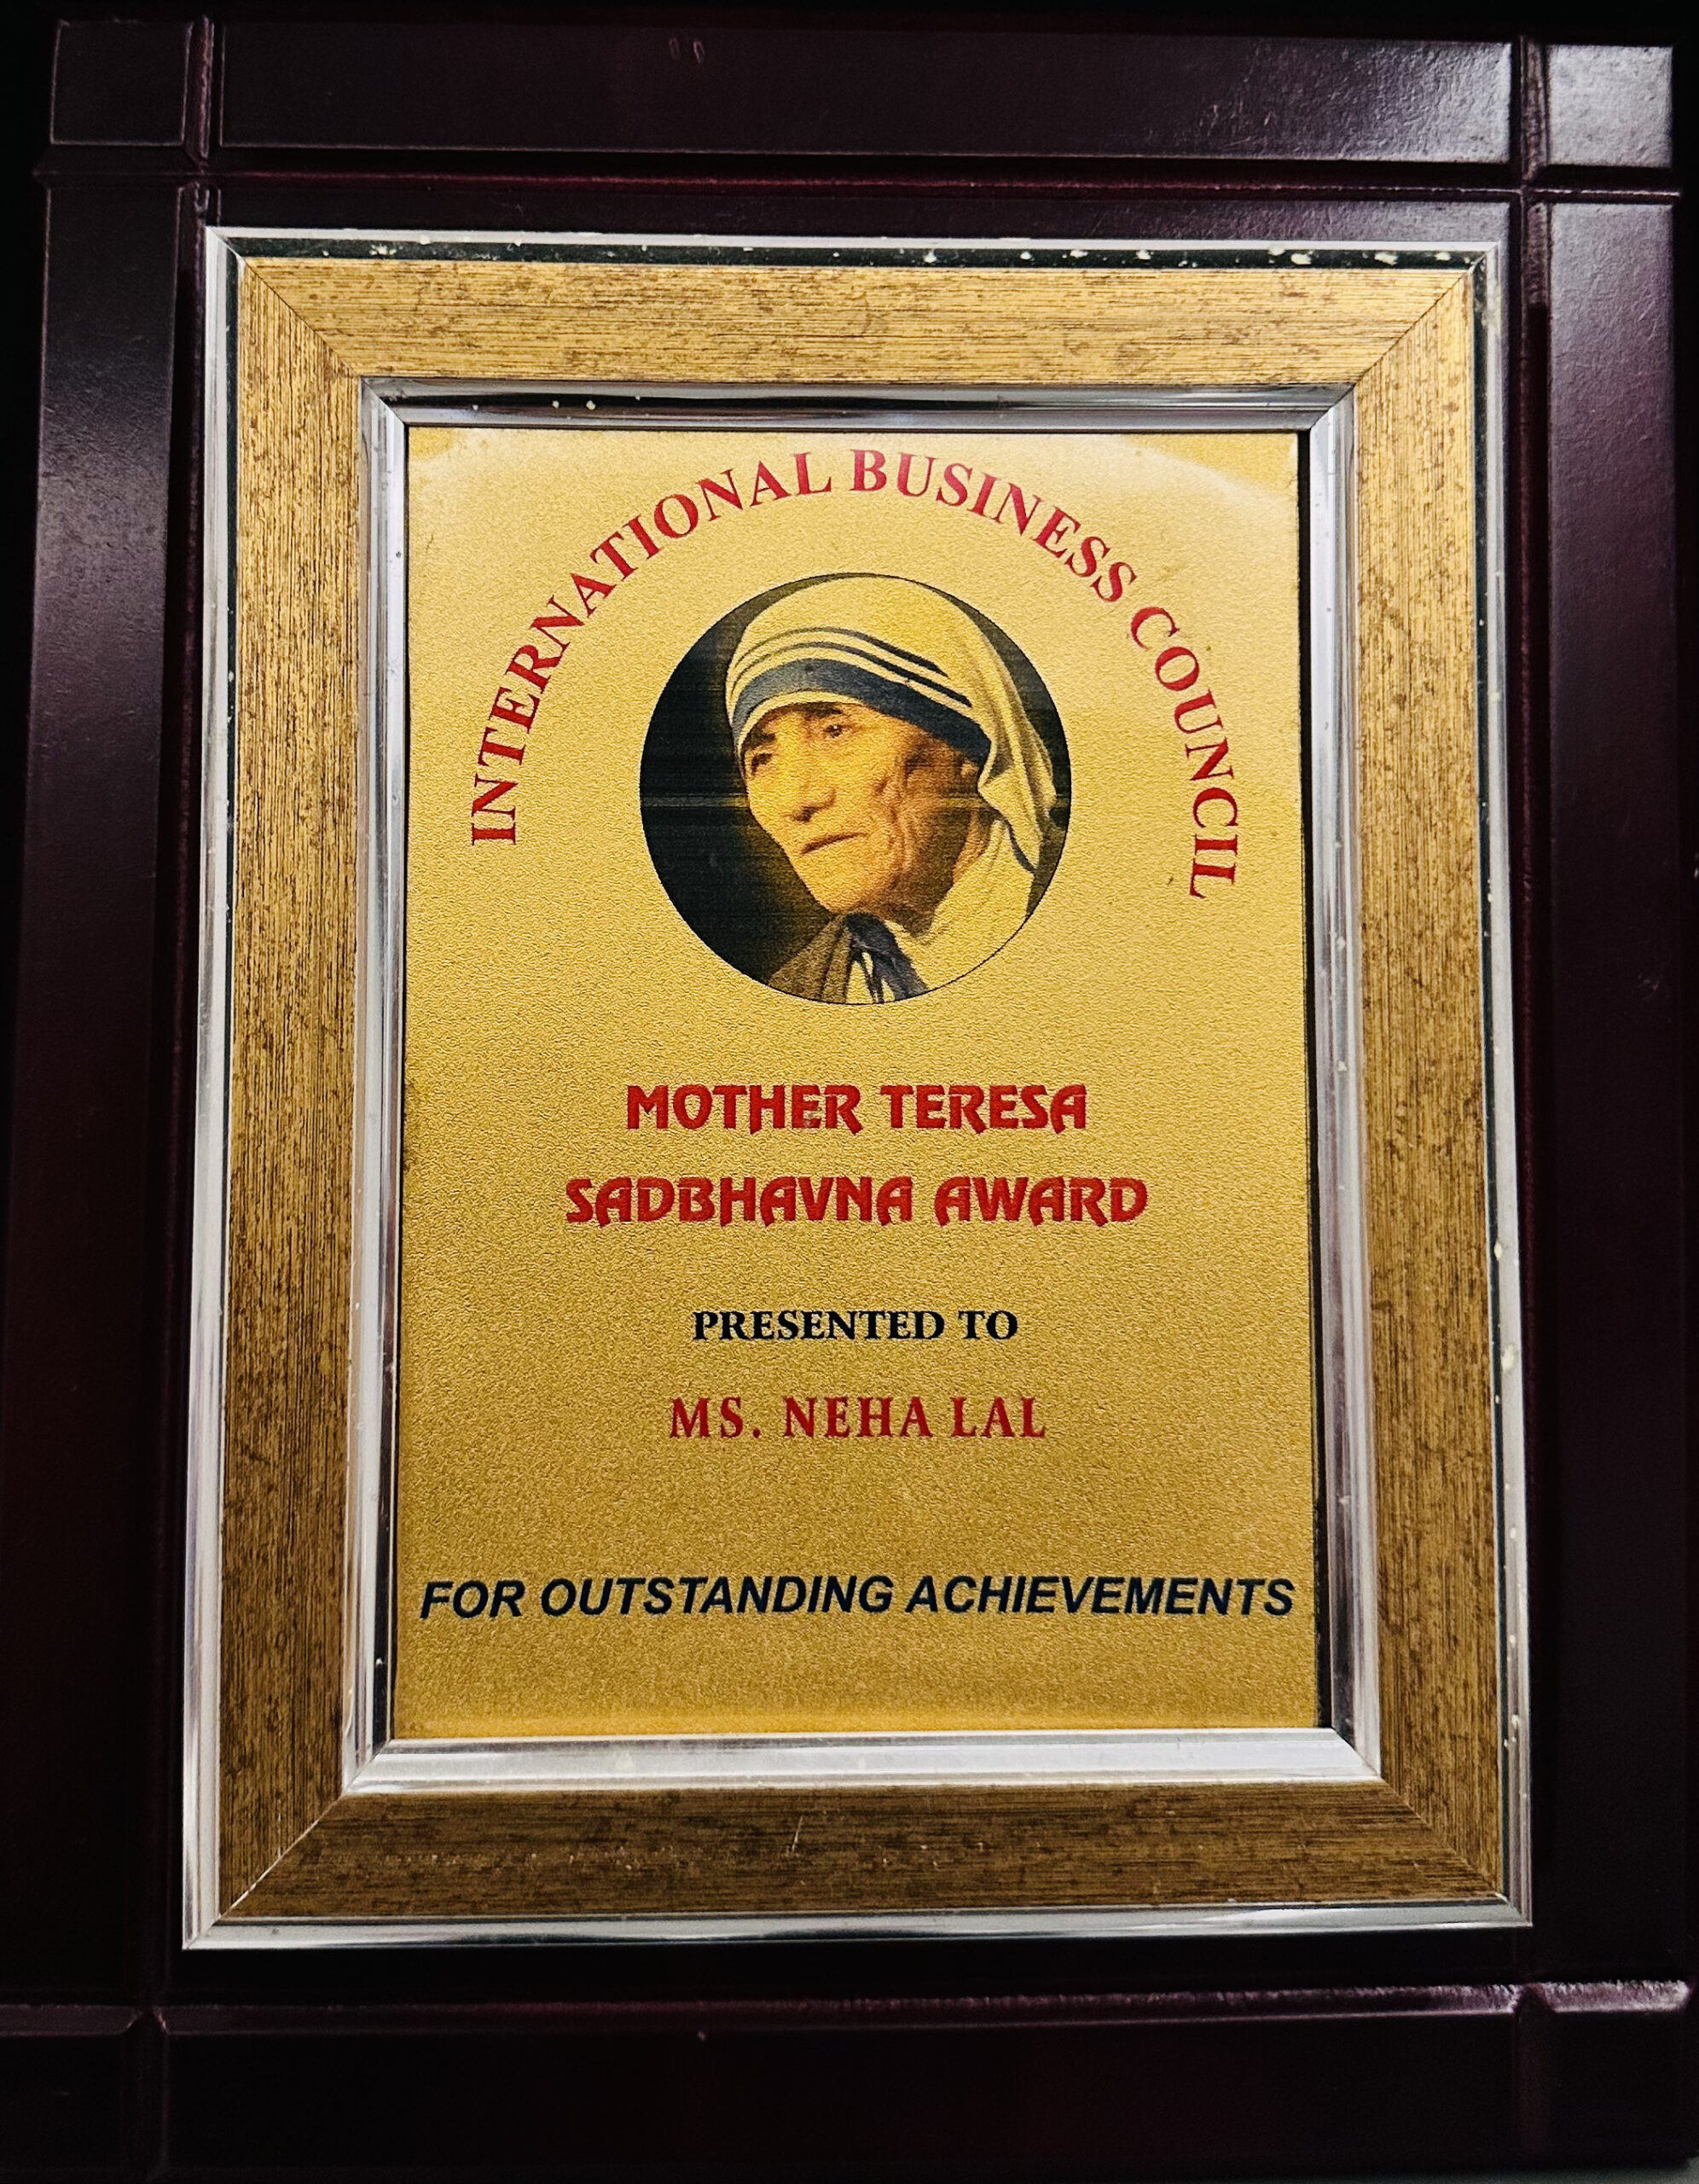 INTERNATIONAL BUSINESS COUNCIL
MOTHER TERESA
SADBHAVNA AWARD
PRESENTED TO
MS. NEHA LAL
FOR OUTSTANDING ACHIEVEMENTS